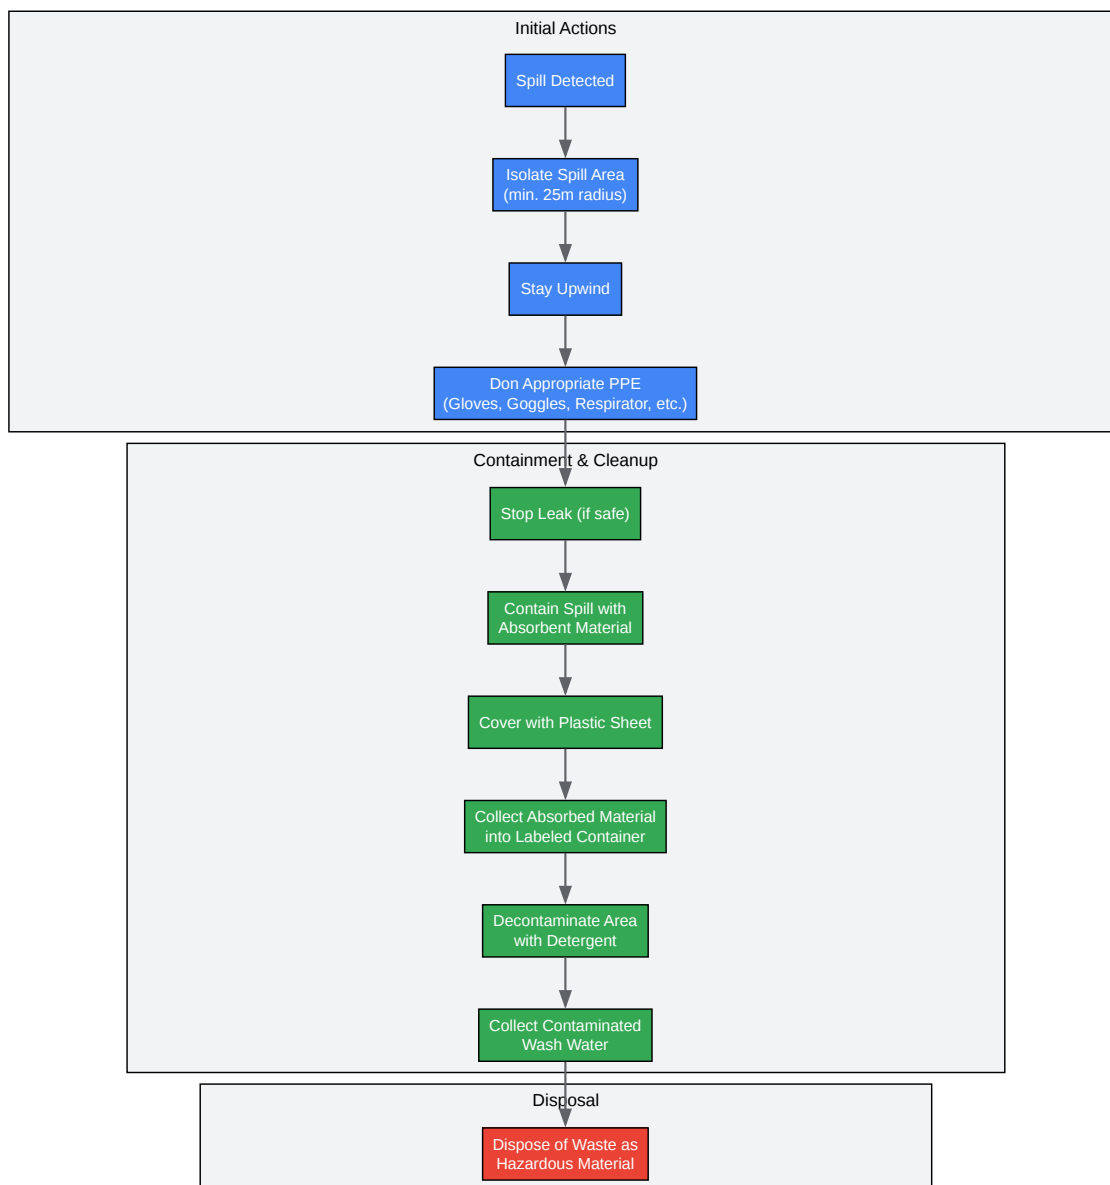 Initial Actions
Spill Detected
Isolate Spill Area
(min. 25m radius)
Stay Upwind
Don Appropriate PPE
(Gloves, Goggles, Respirator, etc.)
Containment & Cleanup
Stop Leak (if safe)
Contain Spill with
Absorbent Material
Cover with Plastic Sheet
Collect Absorbed Material
into Labeled Container
Decontaminate Area
with Detergent
Collect Contaminated
Wash Water
Disposal
Dispose of Waste as
Hazardous Material